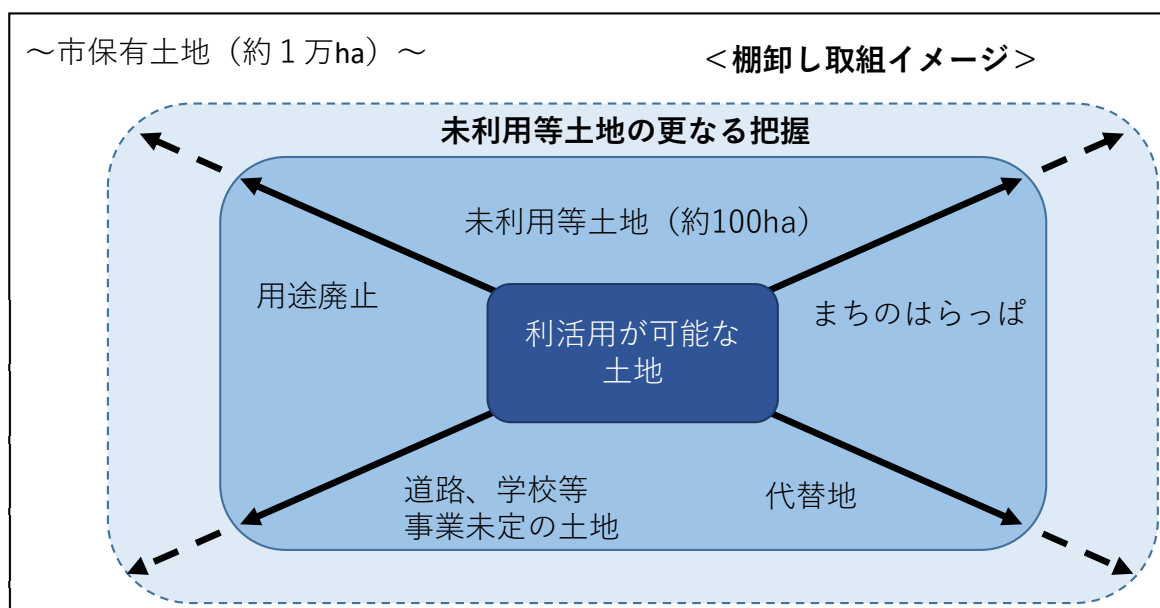 ～市保有土地（約１万ha）～
＜棚卸し取組イメージ＞
未利用等土地の更なる把握
未利用等土地（約100ha）
用途廃止
まちのはらっぱ
利活用が可能な
土地
道路、学校等
事業未定の土地
代替地